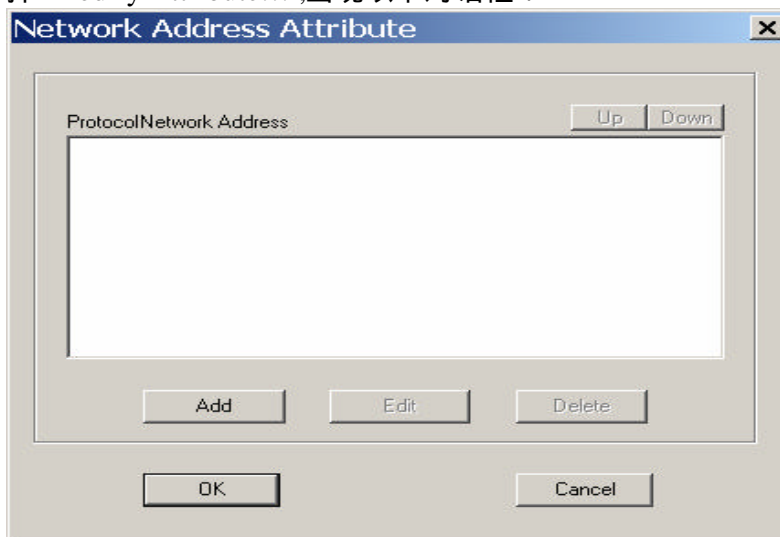 Network Address Attribute
ProtocolNetwork Address
Up
Down
Add
Edit
Delete
OK
Cancel